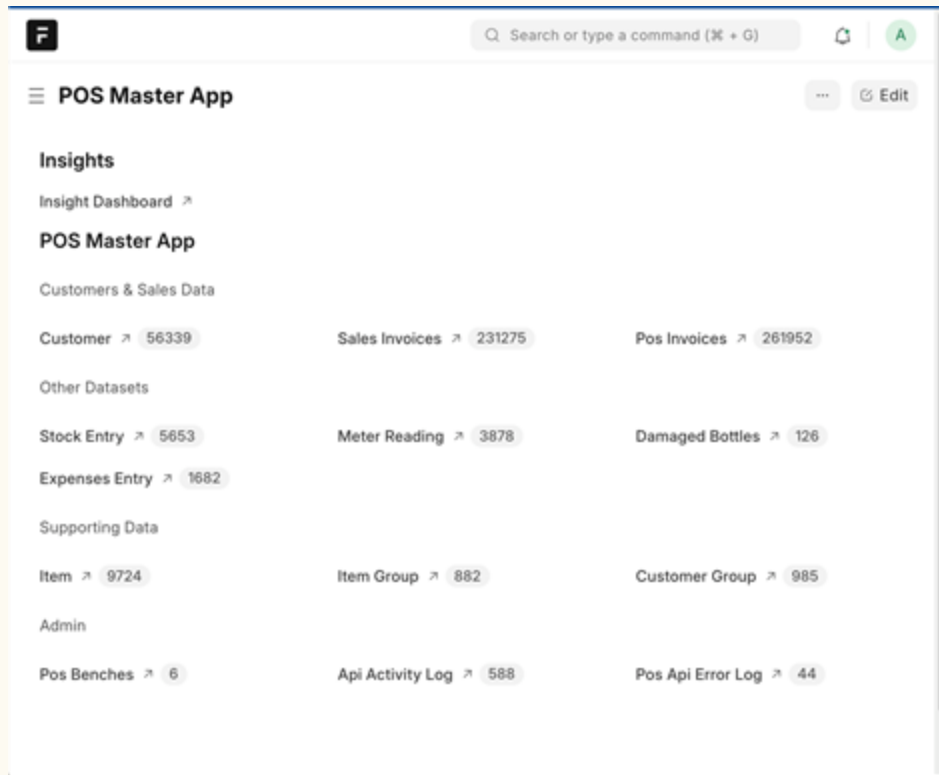 Search or type a command (⌘ + G)
A
POS Master App
··· Edit
Insights
Insight Dashboard ↗
POS Master App
Customers & Sales Data
Customer ↗ 56339 Sales Invoices ↗ 231275 Pos Invoices ↗ 261952
Other Datasets
Stock Entry ↗ 5653 Meter Reading ↗ 3878 Damaged Bottles ↗ 126
Expenses Entry ↗ 1682
Supporting Data
Item ↗ 9724 Item Group ↗ 882 Customer Group ↗ 985
Admin
Pos Benches ↗ 6 Api Activity Log ↗ 588 Pos Api Error Log ↗ 44